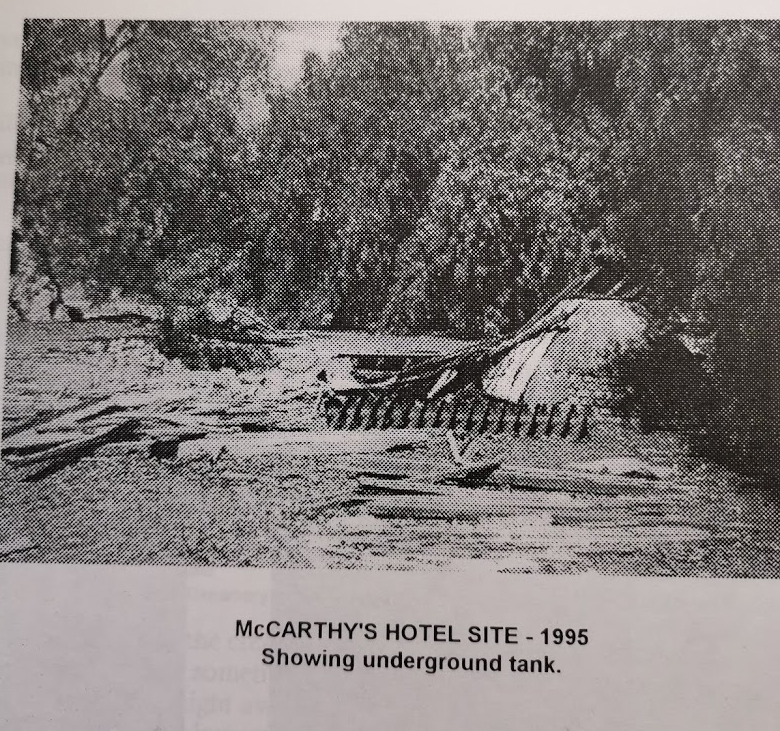 McCARTHY'S HOTEL SITE - 1995
Showing underground tank.